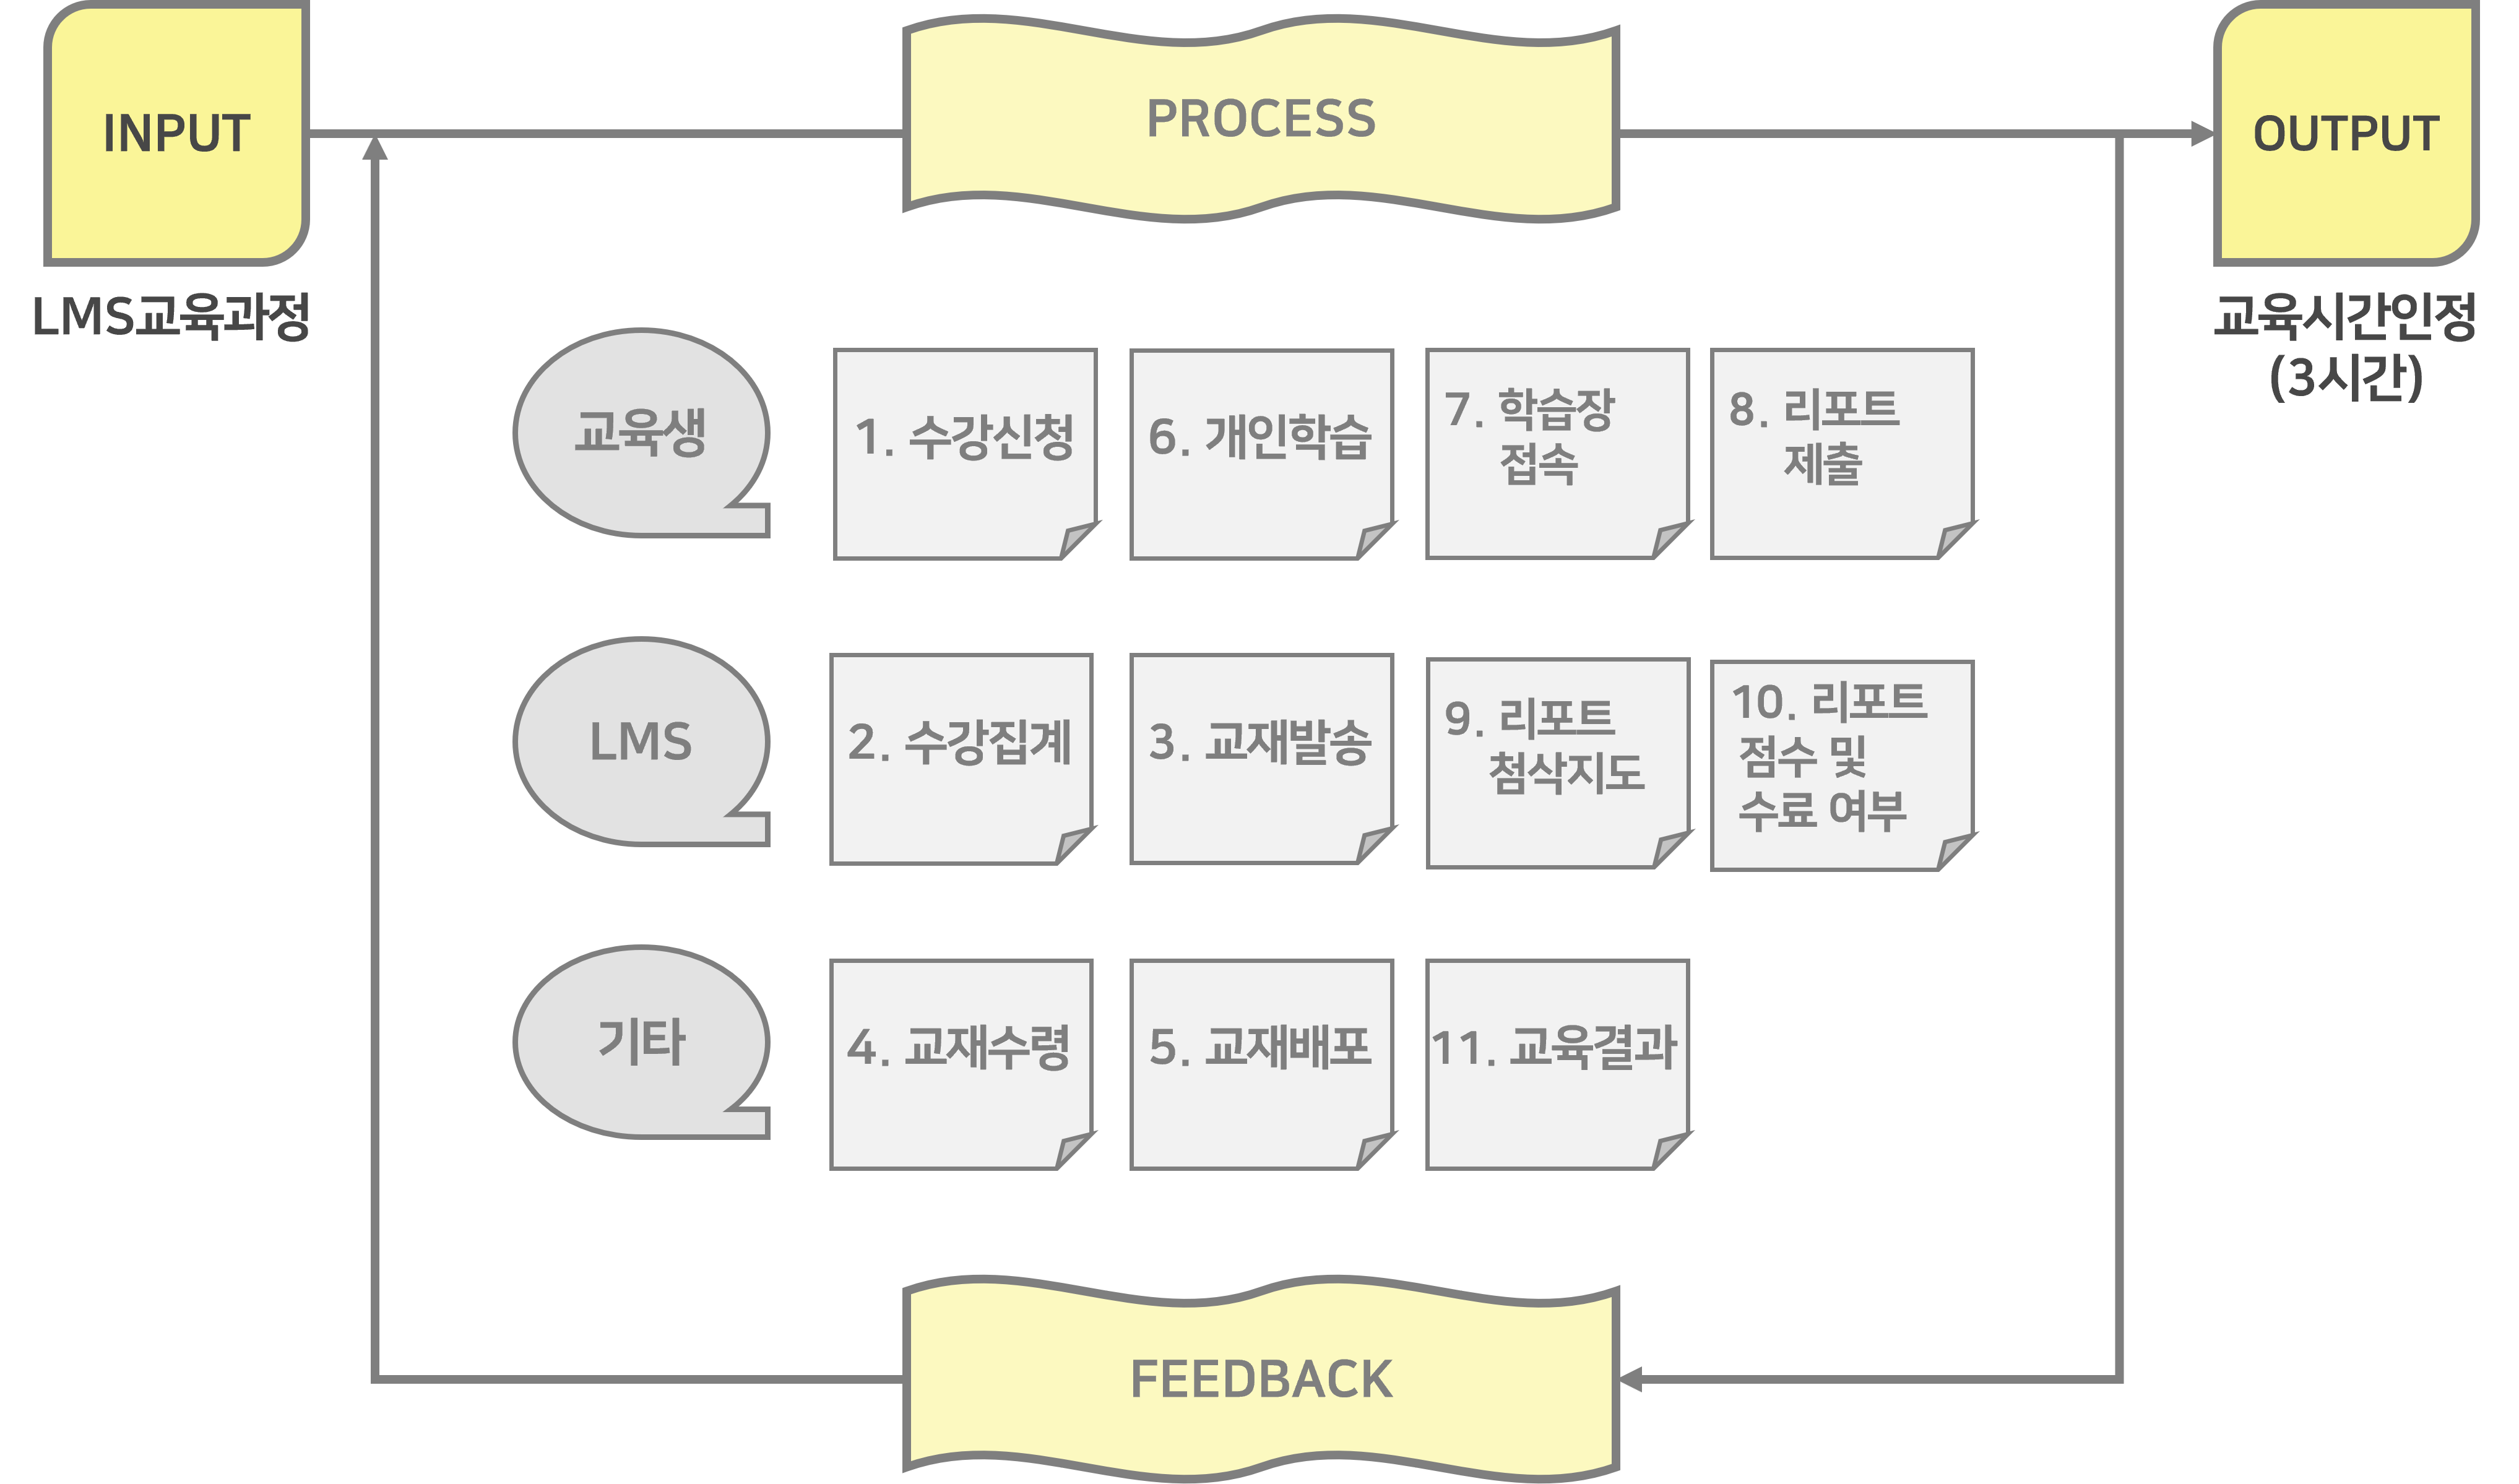 INPUT
PROCESS
OUTPUT
LMS교육과정
교육시간인정
(3시간)
교육생
1. 수강신청
6. 개인학습
7. 학습장
접속
8. 리포트
제출
LMS
2. 수강집계
3. 교재발송
9. 리포트
첨삭지도
10. 리포트
점수 및
수료 여부
기타
4. 교재수령
5. 교재배포
11. 교육결과
FEEDBACK